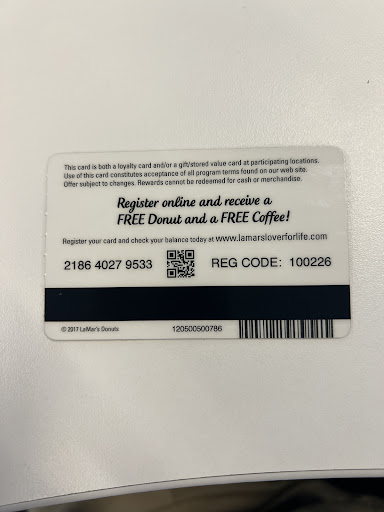 This card is both a loyalty card and/or a gift/stored value card at participating locations.
Use of this card constitutes acceptance of all program terms found on our web site.
Offer subject to changes. Rewards cannot be redeemed for cash or merchandise.
Register online and receive a
FREE Donut and a FREE Coffee!
Register your card and check your balance today at www.lamarsloverforlife.com
2186 4027 9533 REG CODE: 100226
© 2017 LaMar's Donuts 120500500786